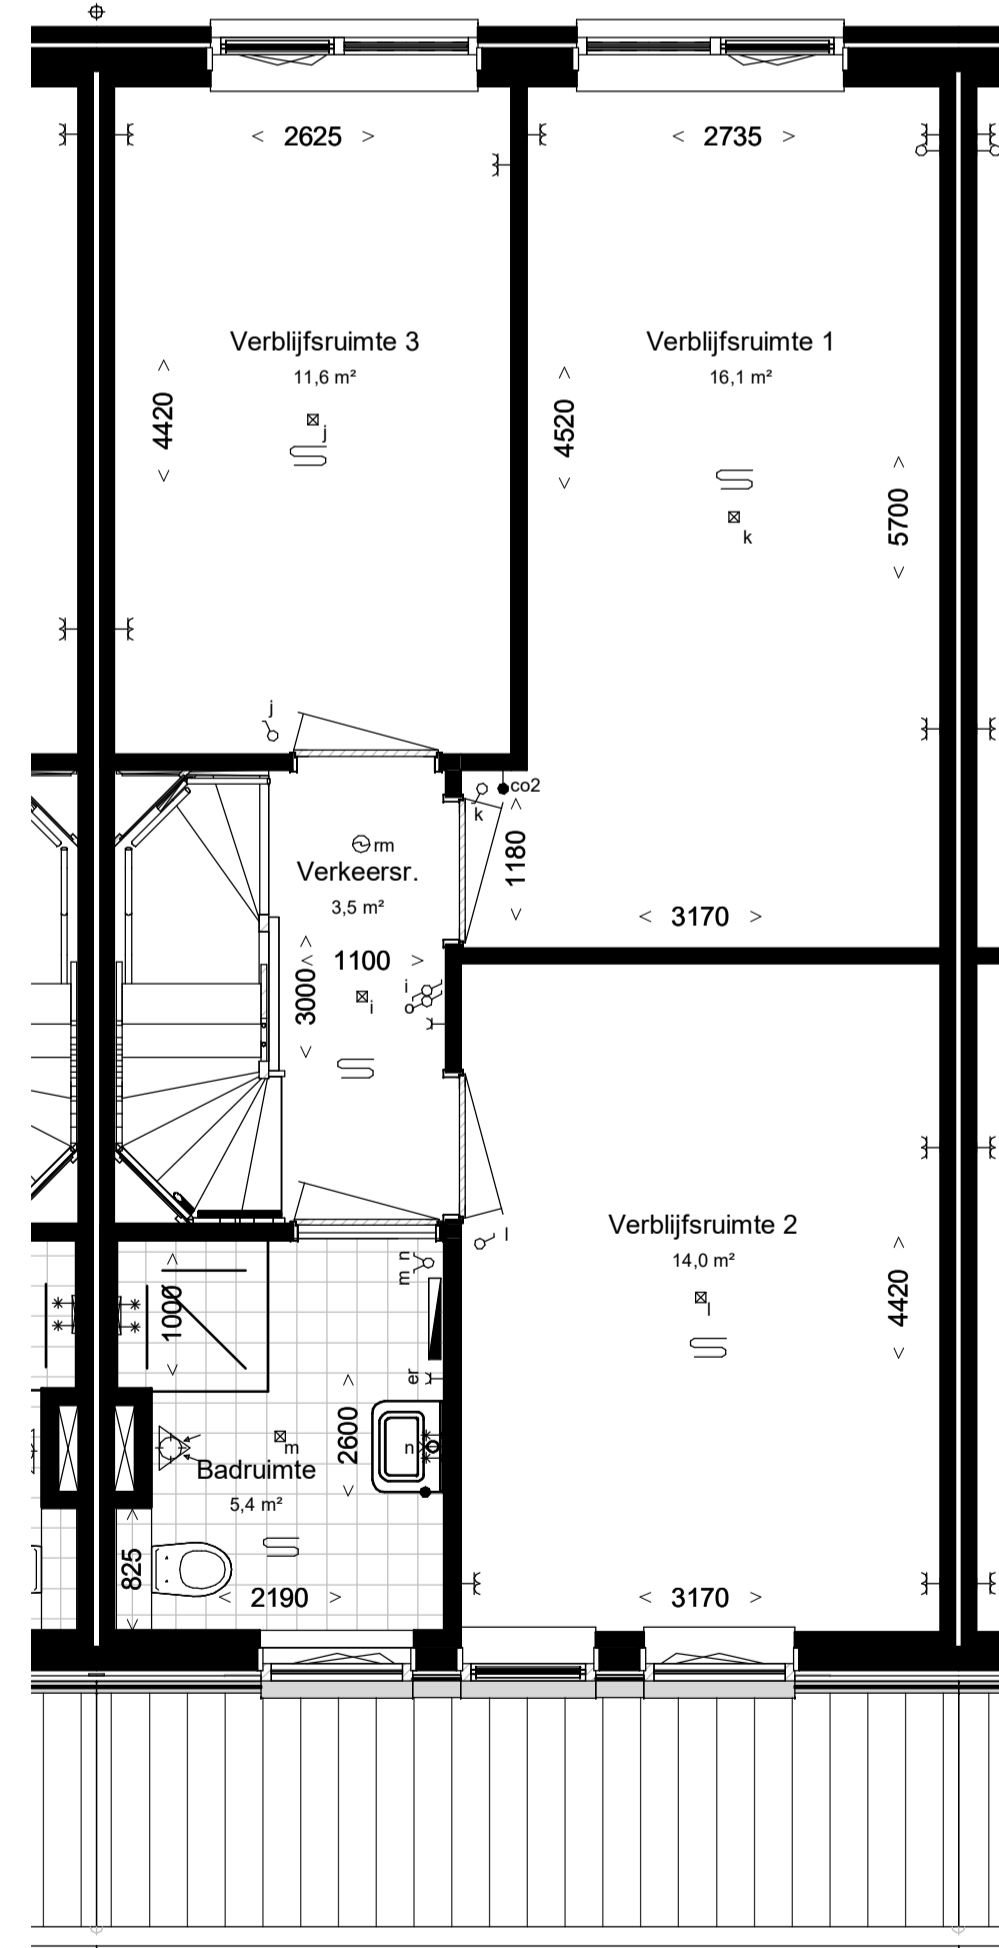 < 2625 >
< 2735 >
Verblijfsruimte 3
11,6 m²
Verblijfsruimte 1
16,1 m²
< 4420 >
< 4520 >
j
k
< 5700 >
j
co2
k
rm
< 1180 >
Verkeersr.
3,5 m²
< 3170 >
< 1100 >
< 3000 >
i
i
o
l
Verblijfsruimte 2
14,0 m²
l
< 4420 >
m n
< 1000 >
er
< 2600 >
m
n
Badruimte
5,4 m²
< 825 >
< 2190 >
< 3170 >